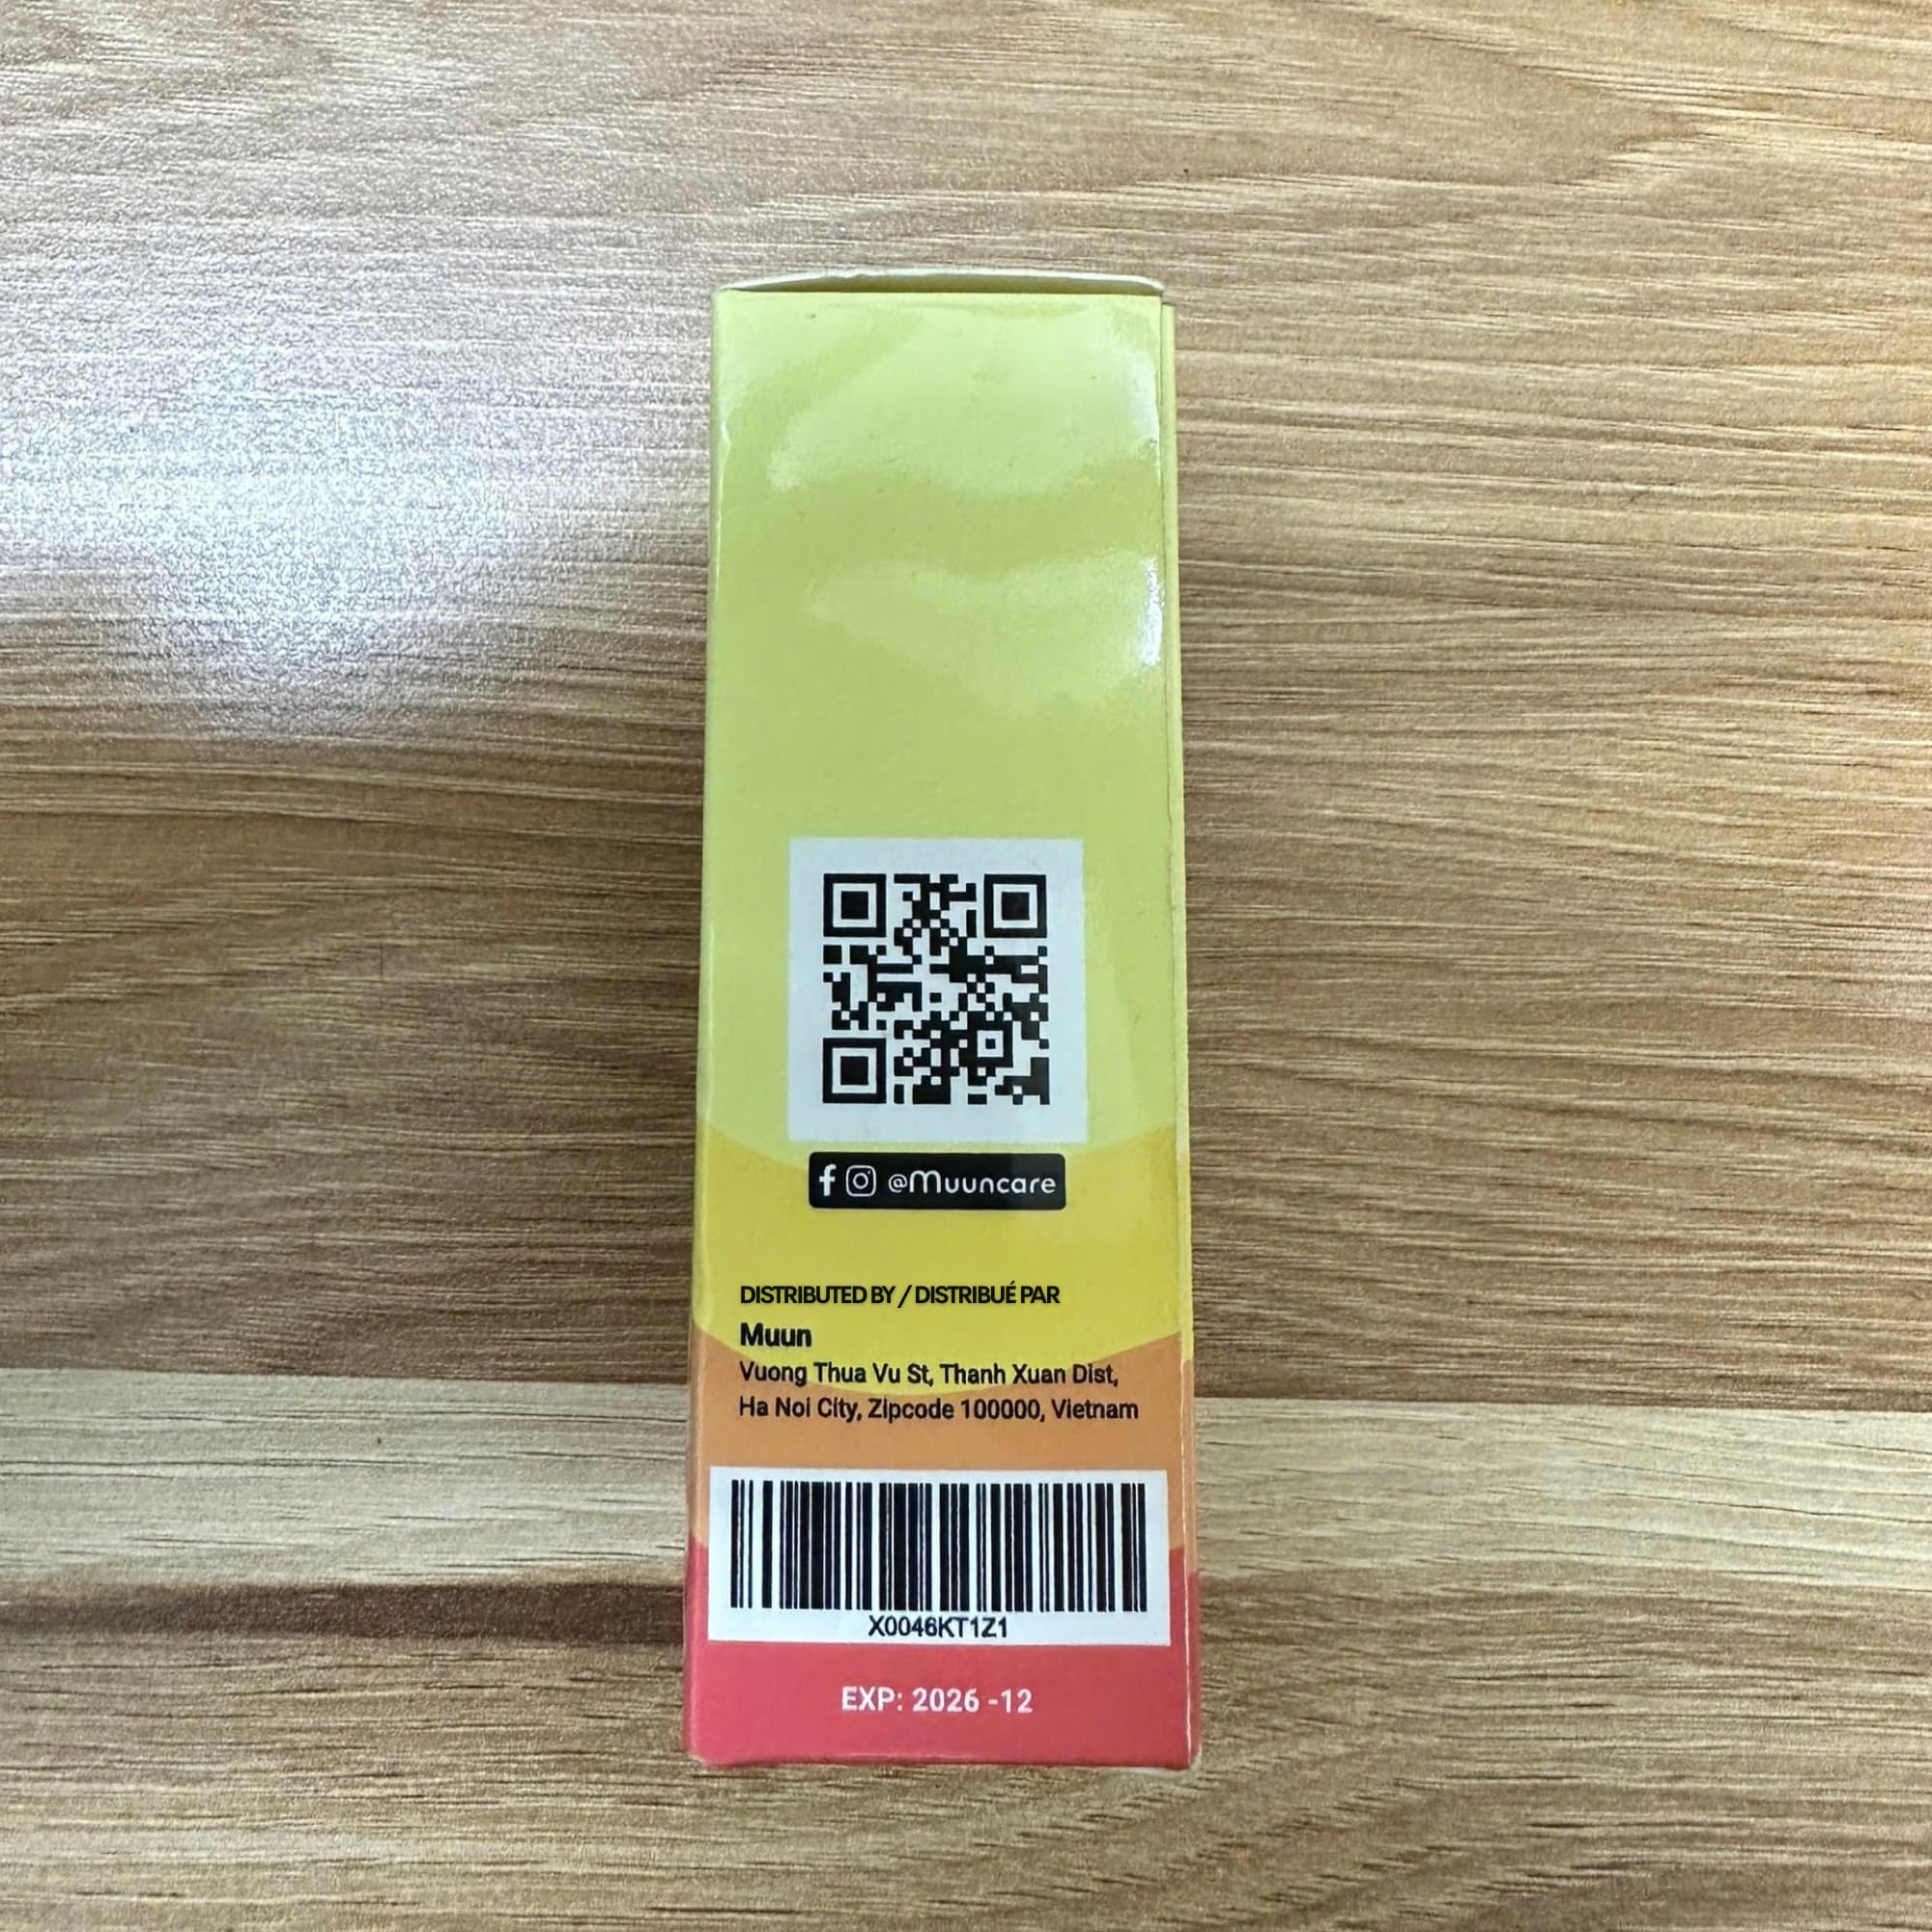 @Muuncare
DISTRIBUTED BY / DISTRIBUÉ PAR
Muun
Vuong Thua Vu St, Thanh Xuan Dist,
Ha Noi City, Zipcode 100000, Vietnam
X0046KT1Z1
EXP: 2026 -12